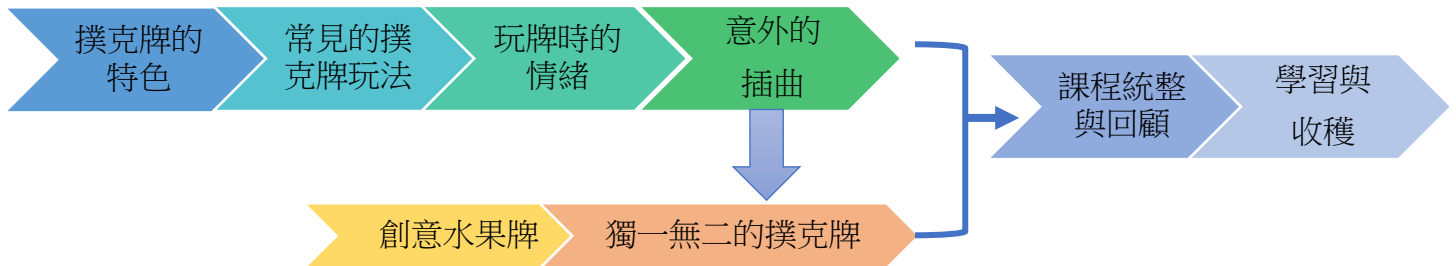 撲克牌的
特色
常見的撲
克牌玩法
玩牌時的
情緒
意外的
插曲
創意水果牌
獨一無二的撲克牌
課程統整
與回顧
學習與
收穫